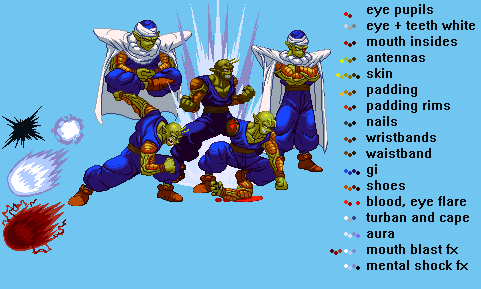 eye pupils
eye + teeth white
mouth insides
antennas
skin
padding
padding rims
nails
wristbands
waistband
gi
shoes
blood, eye flare
turban and cape
aura
mouth blast fx
mental shock fx